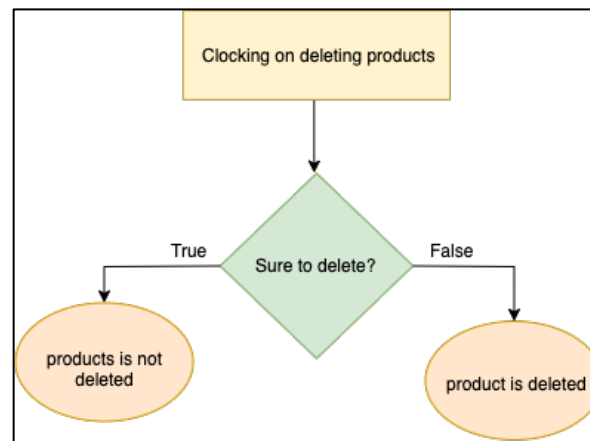 Clocking on deleting products
Sure to delete?
True
False
products is not
deleted
product is deleted